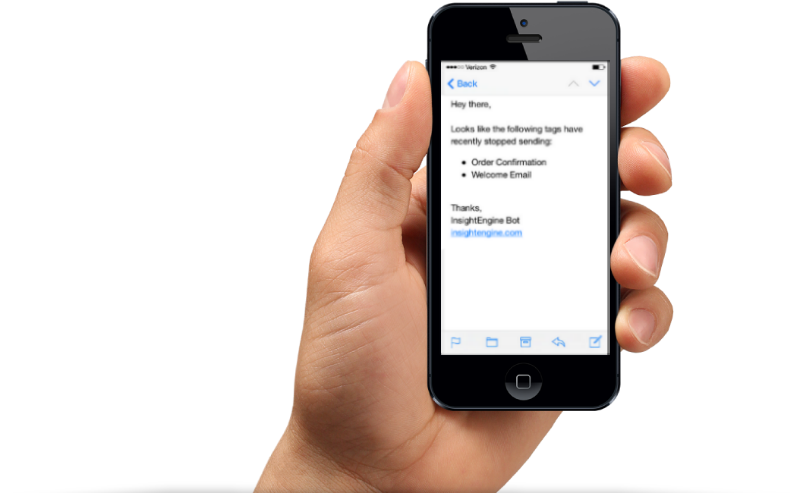 Verizon
Back
Hey there,
Looks like the following tags have
recently stopped sending:
• Order Confirmation
• Welcome Email
Thanks,
InsightEngine Bot
insightengine.com